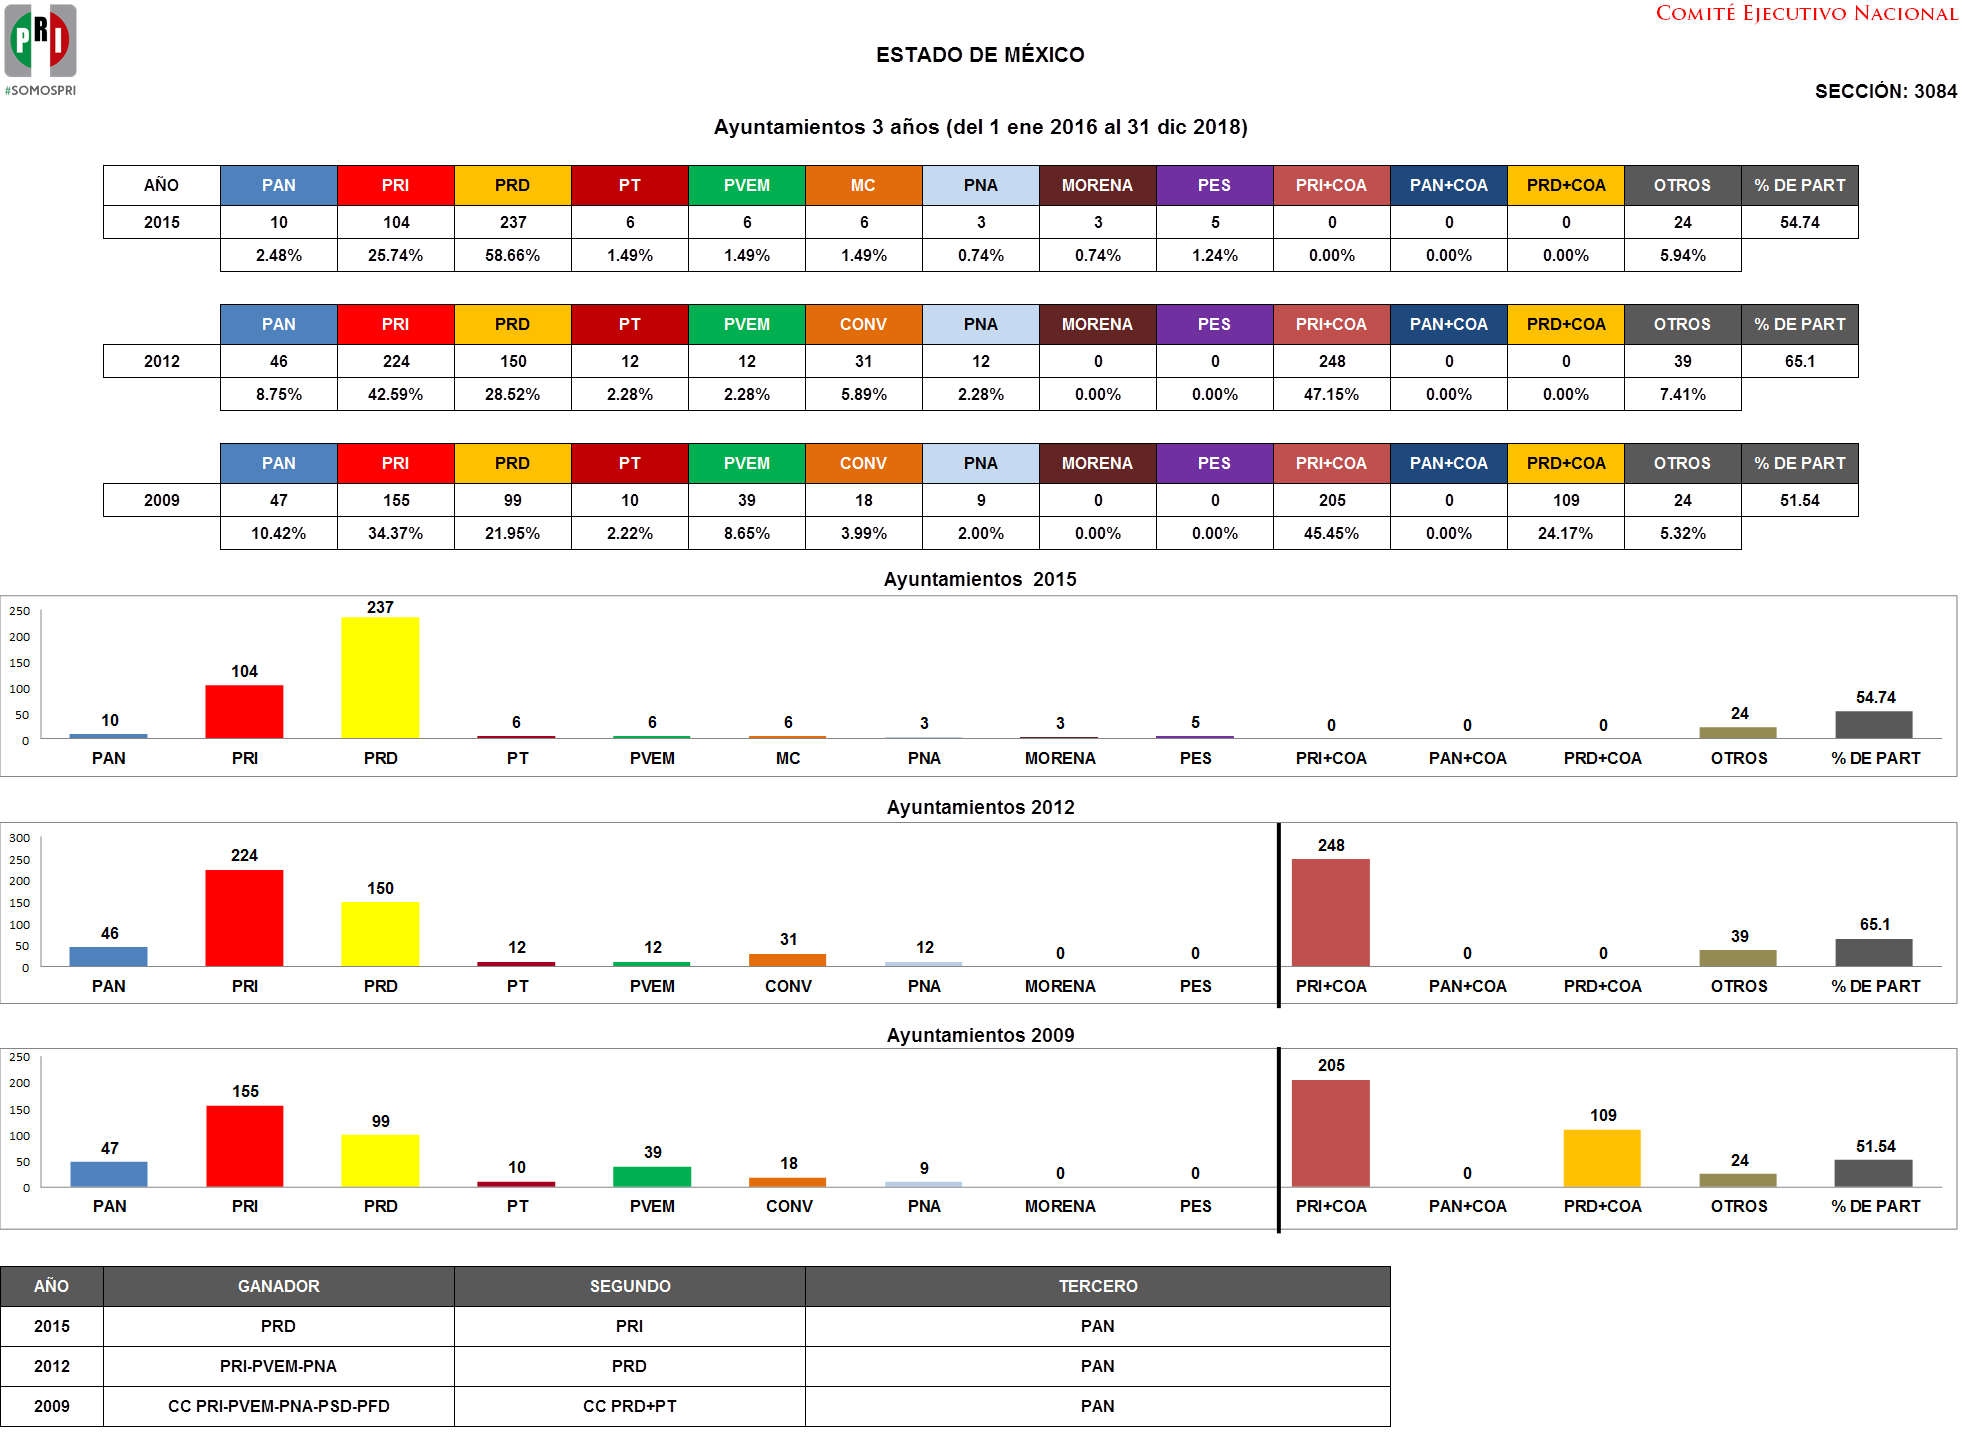 PRI
#SOMOSPRI
COMITÉ EJECUTIVO NACIONAL
ESTADO DE MÉXICO
SECCIÓN: 3084
Ayuntamientos 3 años (del 1 ene 2016 al 31 dic 2018)
AÑO PAN PRI PRD PT PVEM MC PNA MORENA PES PRI+COA PAN+COA PRD+COA OTROS % DE PART
2015 10 104 237 6 6 6 3 3 5 0 0 0 24 54.74
2.48% 25.74% 58.66% 1.49% 1.49% 1.49% 0.74% 0.74% 1.24% 0.00% 0.00% 0.00% 5.94%
PAN PRI PRD PT PVEM CONV PNA MORENA PES PRI+COA PAN+COA PRD+COA OTROS % DE PART
2012 46 224 150 12 12 31 12 0 0 248 0 0 39 65.1
8.75% 42.59% 28.52% 2.28% 2.28% 5.89% 2.28% 0.00% 0.00% 47.15% 0.00% 0.00% 7.41%
PAN PRI PRD PT PVEM CONV PNA MORENA PES PRI+COA PAN+COA PRD+COA OTROS % DE PART
2009 47 155 99 10 39 18 9 0 0 205 0 109 24 51.54
10.42% 34.37% 21.95% 2.22% 8.65% 3.99% 2.00% 0.00% 0.00% 45.45% 0.00% 24.17% 5.32%
Ayuntamientos 2015
250
200
150
100
50
0
10 104 237 6 6 6 3 3 5 0 0 0 24 54.74
PAN PRI PRD PT PVEM MC PNA MORENA PES PRI+COA PAN+COA PRD+COA OTROS % DE PART
Ayuntamientos 2012
300
250
200
150
100
50
0
46 224 150 12 12 31 12 0 0 248 0 0 39 65.1
PAN PRI PRD PT PVEM CONV PNA MORENA PES PRI+COA PAN+COA PRD+COA OTROS % DE PART
Ayuntamientos 2009
250
200
150
100
50
0
47 155 99 10 39 18 9 0 0 205 0 109 24 51.54
PAN PRI PRD PT PVEM CONV PNA MORENA PES PRI+COA PAN+COA PRD+COA OTROS % DE PART
AÑO GANADOR SEGUNDO TERCERO
2015 PRD PRI PAN
2012 PRI-PVEM-PNA PRD PAN
2009 CC PRI-PVEM-PNA-PSD-PFD CC PRD+PT PAN